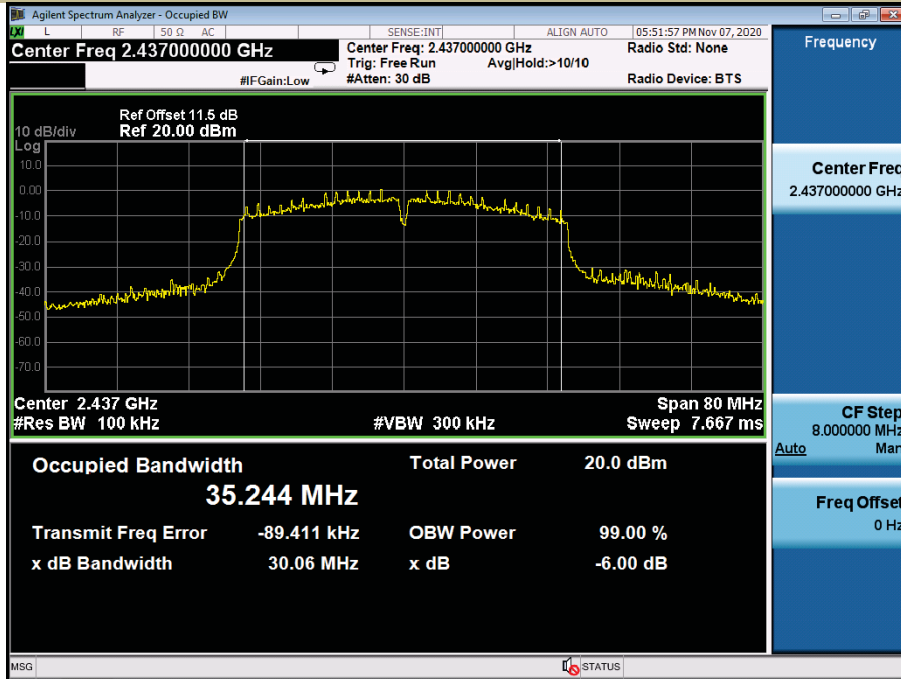 Agilent Spectrum Analyzer - Occupied BW
LXI L RF 50 Ω AC SENSE:INT ALIGN AUTO 05:51:57 PM Nov 07, 2020
Center Freq 2.437000000 GHz
Center Freq: 2.437000000 GHz
Radio Std: None
Trig: Free Run Avg|Hold:>10/10
#IFGain:Low #Atten: 30 dB
Radio Device: BTS
Ref Offset 11.5 dB
10 dB/div Ref 20.00 dBm
Log
10.0
0.00
-10.0
-20.0
-30.0
-40.0
-50.0
-60.0
-70.0
Center 2.437 GHz Span 80 MHz
#Res BW 100 kHz #VBW 300 kHz Sweep 7.667 ms
Occupied Bandwidth Total Power 20.0 dBm
35.244 MHz
Transmit Freq Error -89.411 kHz OBW Power 99.00 %
x dB Bandwidth 30.06 MHz x dB -6.00 dB
MSG STATUS
Frequency
Center Freq
2.437000000 GHz
CF Step
8.000000 MHz
Auto Man
Freq Offset
0 Hz